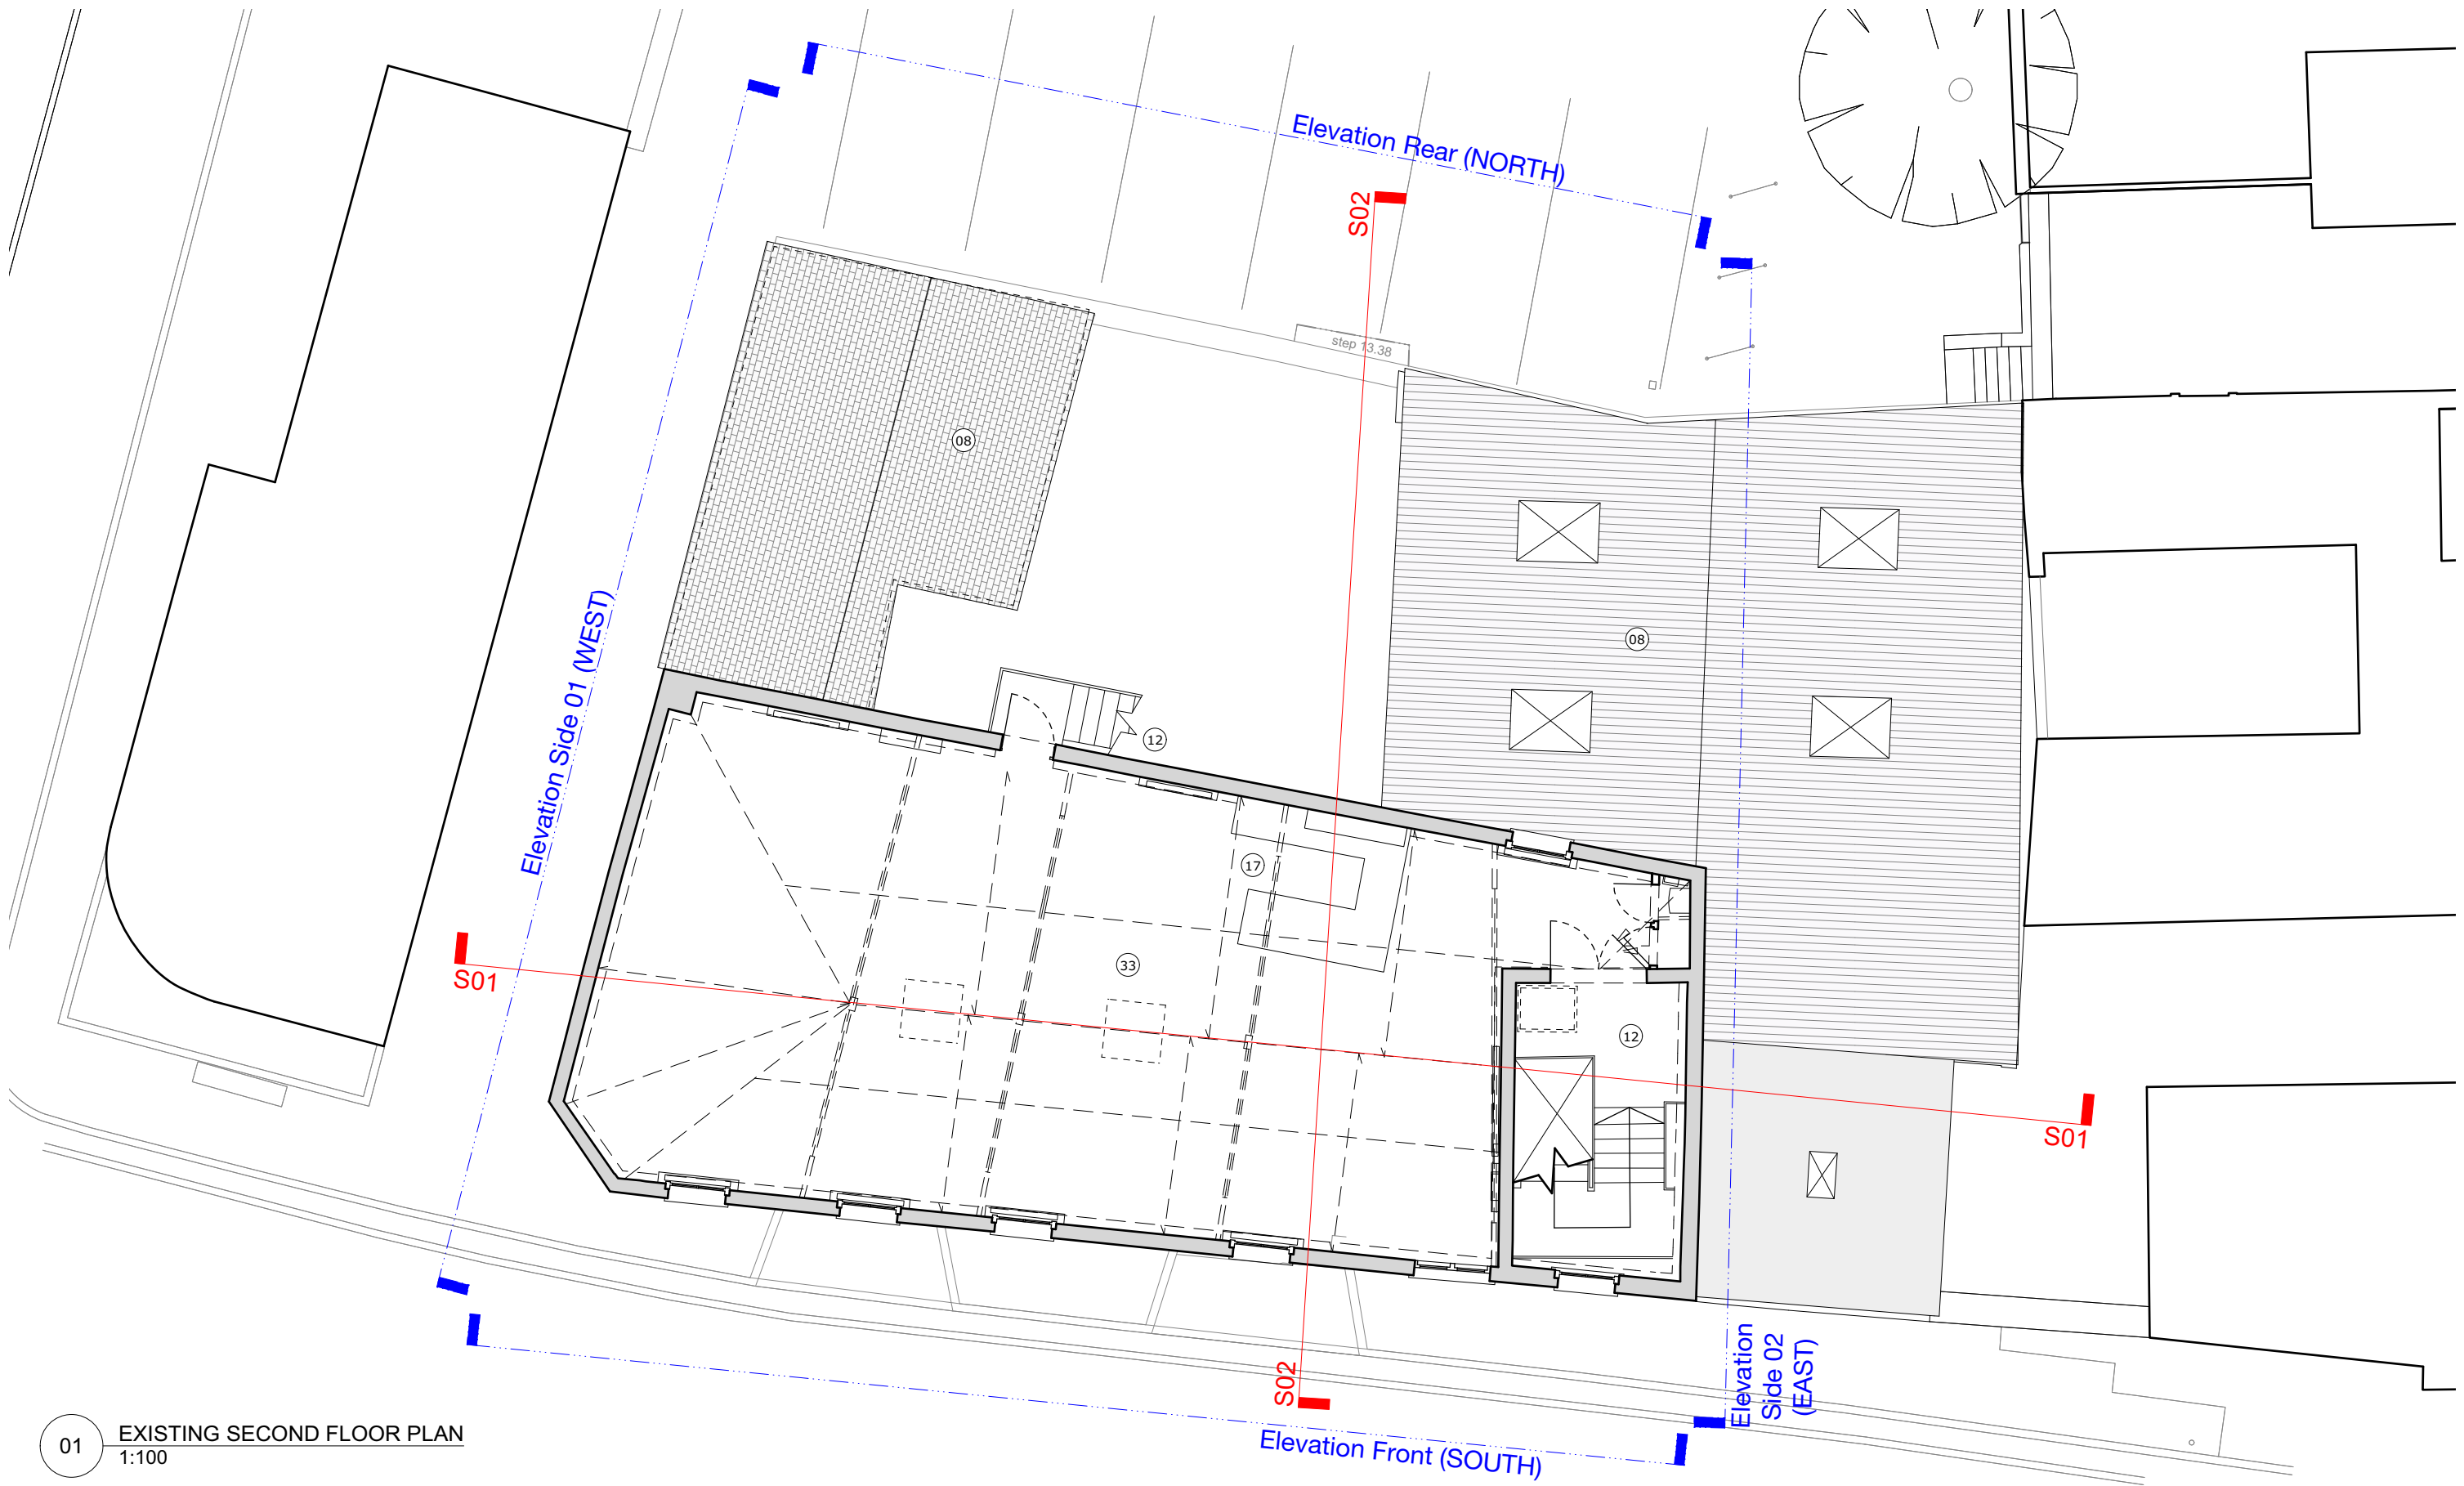 Elevation Rear (NORTH)
S02
step 13.38
08
08
Elevation Side 01 (WEST)
12
17
33
S01
12
S01
Elevation
Side 02
(EAST)
S02
Elevation Front (SOUTH)
01
EXISTING SECOND FLOOR PLAN
1:100